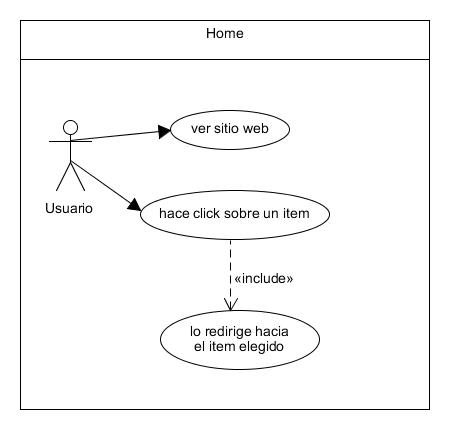 Home
ver sitio web
Usuario
hace click sobre un item
«include»
lo redirige hacia
el item elegido